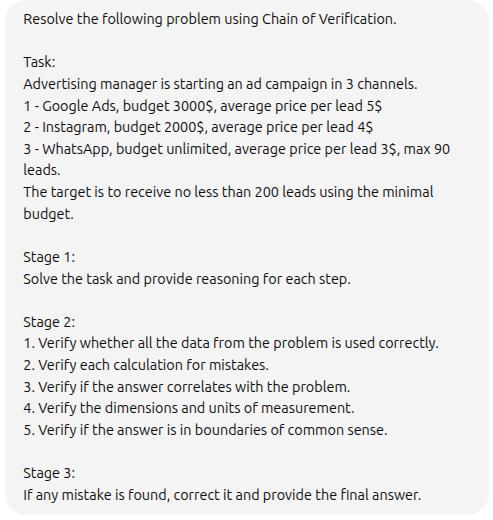 Resolve the following problem using Chain of Verification.
Task:
Advertising manager is starting an ad campaign in 3 channels.
1 - Google Ads, budget 3000$, average price per lead 5$
2 - Instagram, budget 2000$, average price per lead 4$
3 - WhatsApp, budget unlimited, average price per lead 3$, max 90
leads.
The target is to receive no less than 200 leads using the minimal
budget.
Stage 1:
Solve the task and provide reasoning for each step.
Stage 2:
1. Verify whether all the data from the problem is used correctly.
2. Verify each calculation for mistakes.
3. Verify if the answer correlates with the problem.
4. Verify the dimensions and units of measurement.
5. Verify if the answer is in boundaries of common sense.
Stage 3:
If any mistake is found, correct it and provide the final answer.